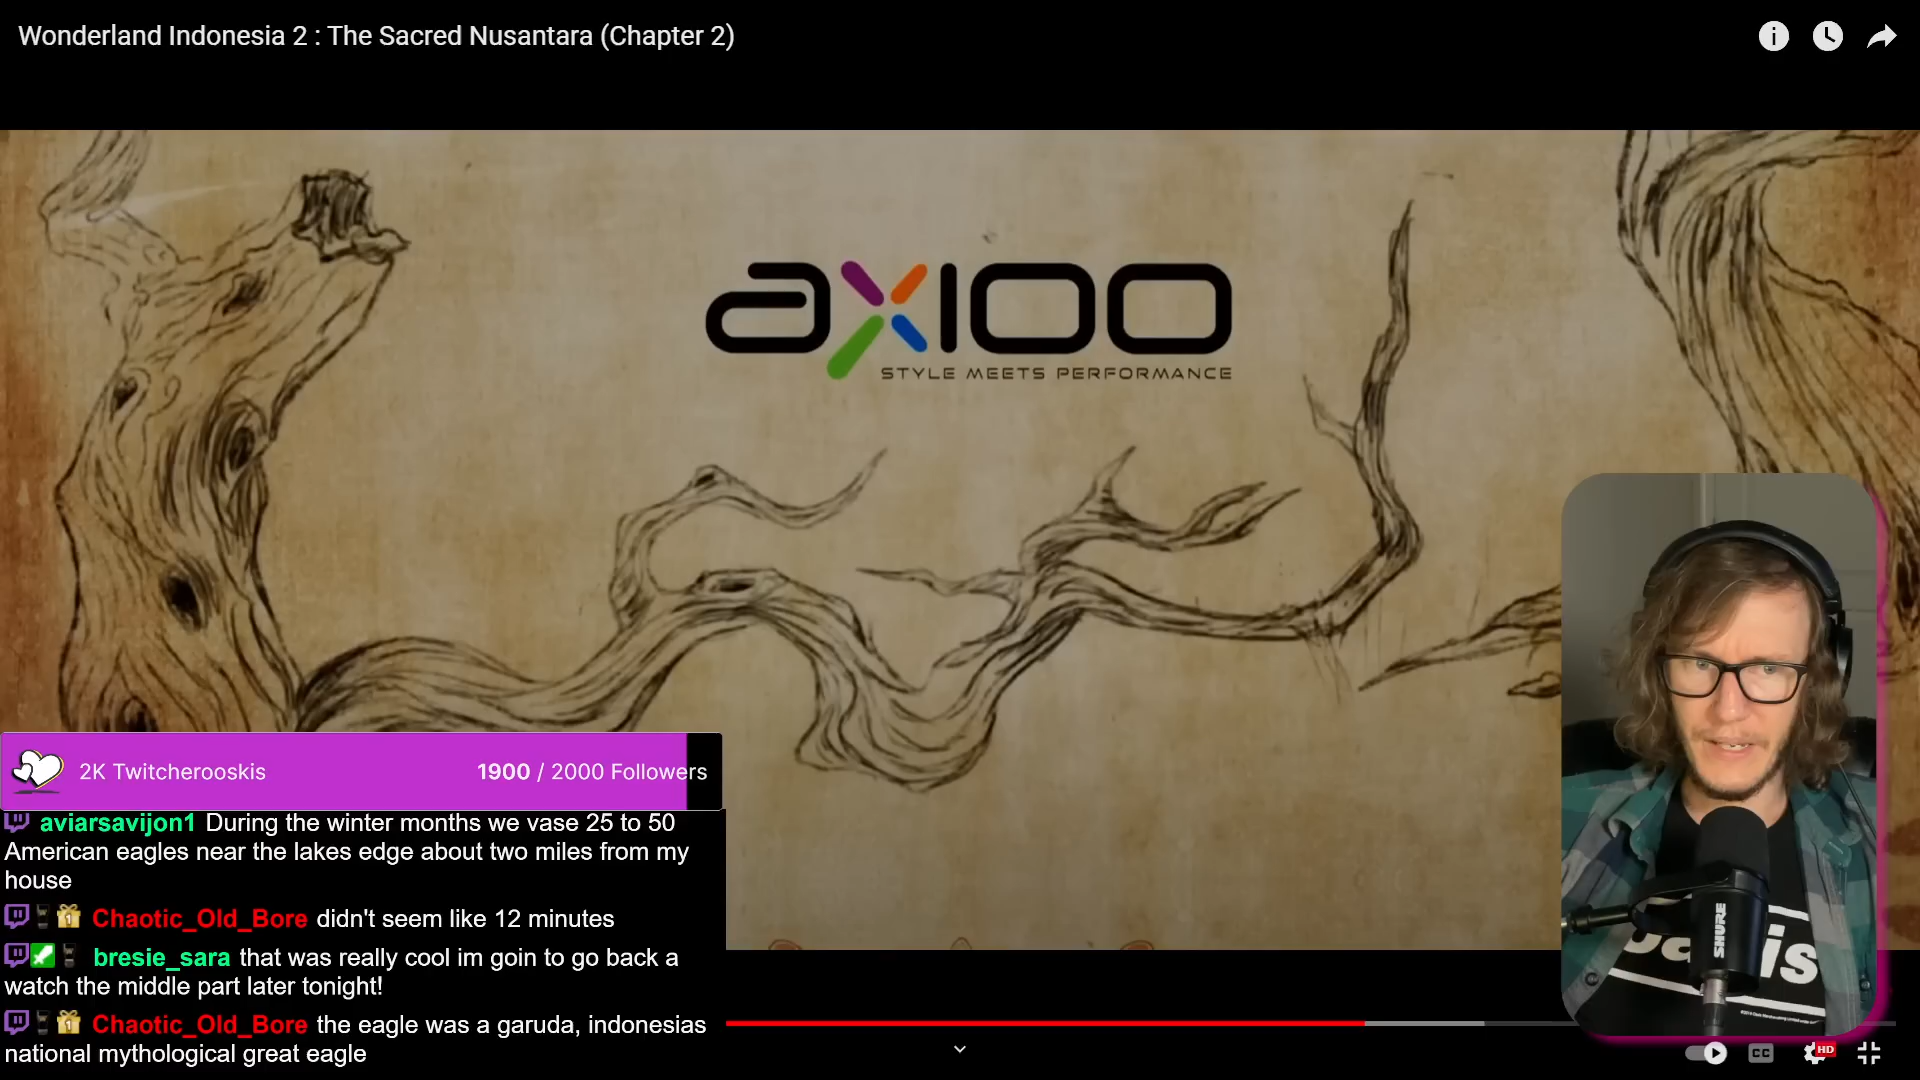 Wonderland Indonesia 2 : The Sacred Nusantara (Chapter 2)
axioo
STYLE MEETS PERFORMANCE
2K Twitcherooskis 1900 / 2000 Followers
aviarsavijon1 During the winter months we vase 25 to 50
American eagles near the lakes edge about two miles from my
house
Chaotic_Old_Bore didn't seem like 12 minutes
bresie_sara that was really cool im goin to go back a
watch the middle part later tonight!
Chaotic_Old_Bore the eagle was a garuda, indonesias
national mythological great eagle
SHURE
CC
HD